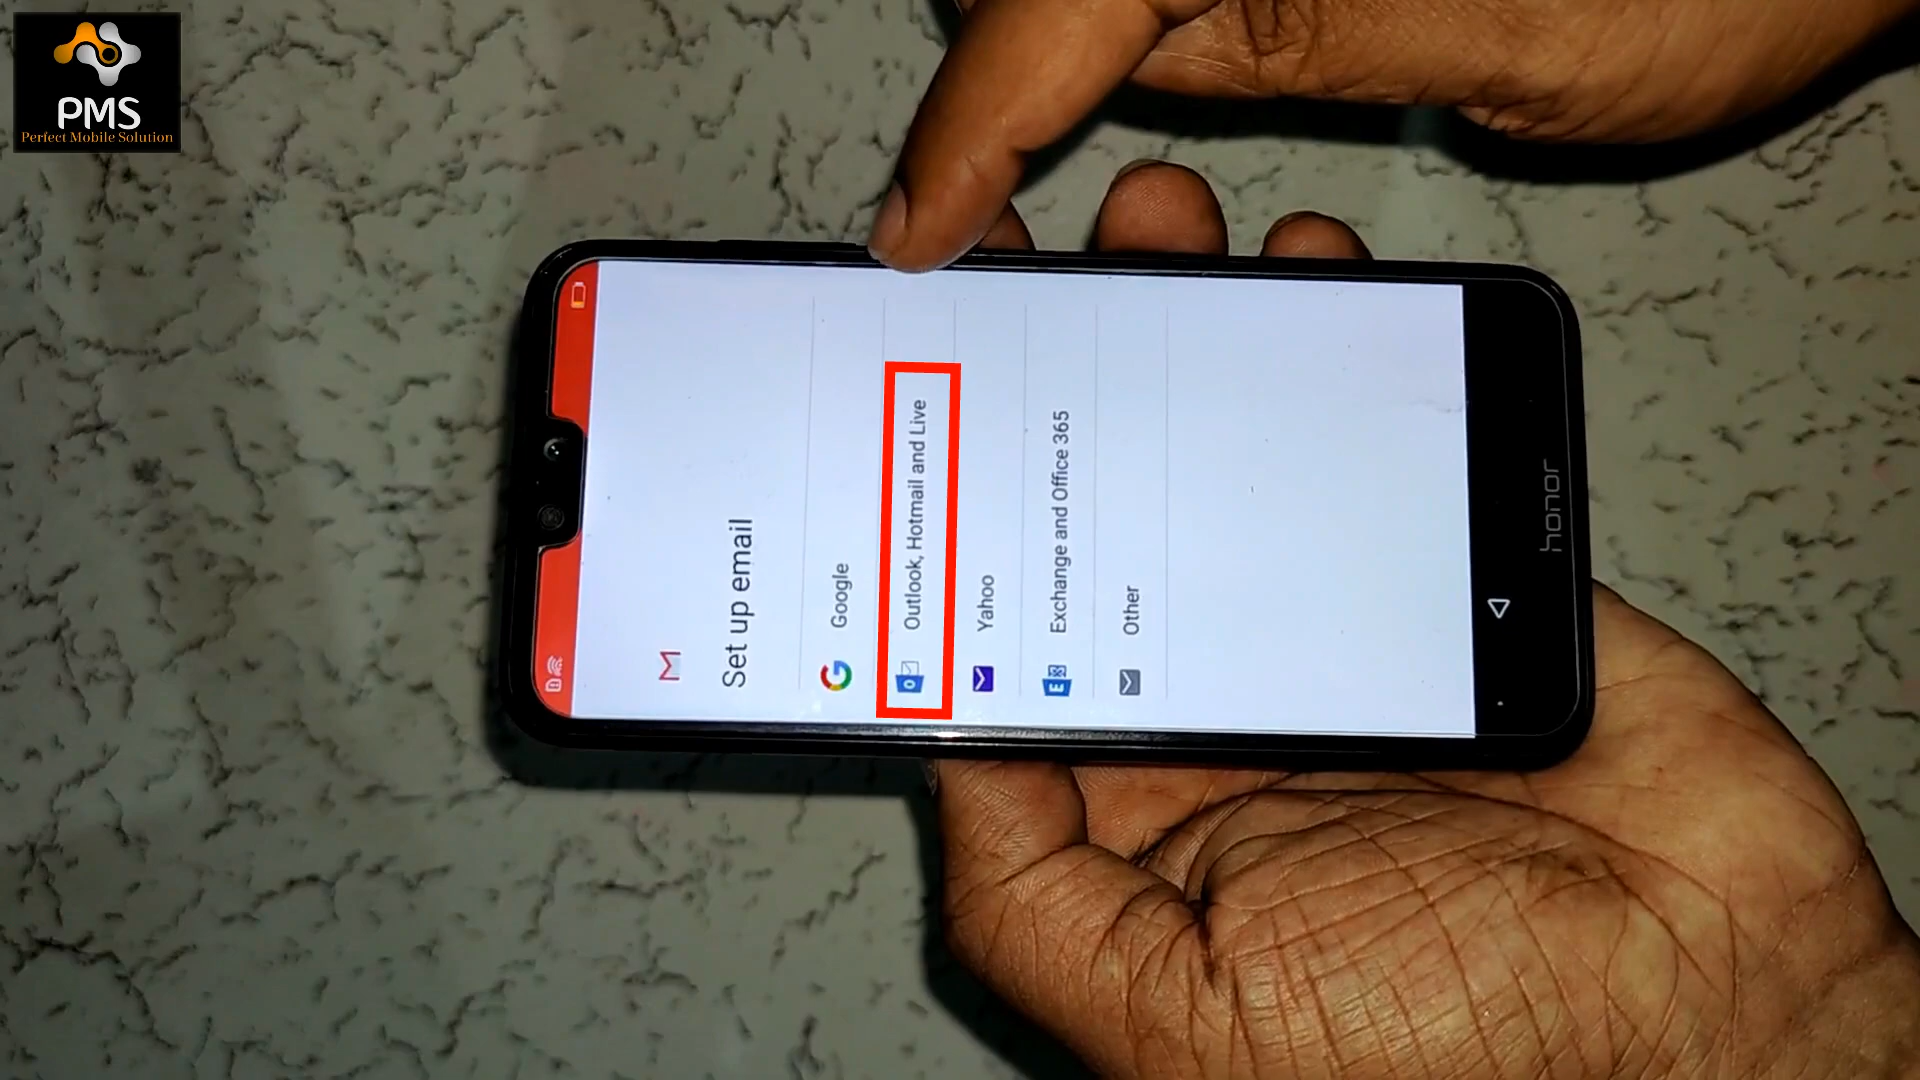 PMS
Perfect Mobile Solution
Set up email
Google
Outlook, Hotmail and Live
Yahoo
Exchange and Office 365
Other
honor